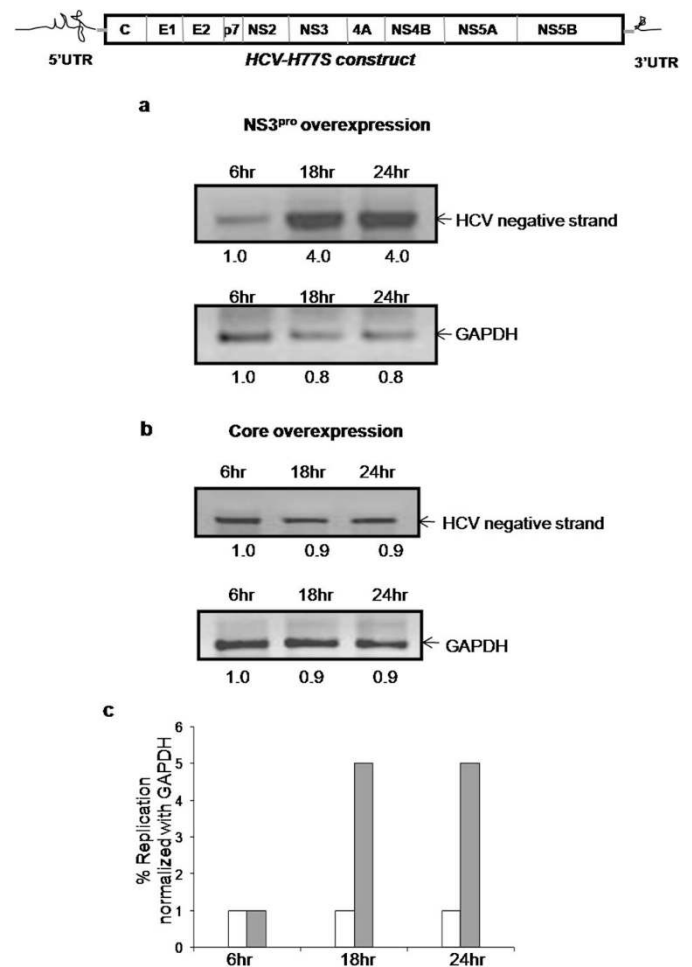 C E1 E2 p7 NS2 NS3 4A NS4B NS5A NS5B
5'UTR HCV-H77S construct 3'UTR
a
NS3pro overexpression
6hr 18hr 24hr
HCV negative strand
1.0 4.0 4.0
6hr 18hr 24hr
GAPDH
1.0 0.8 0.8
b
Core overexpression
6hr 18hr 24hr
HCV negative strand
1.0 0.9 0.9
6hr 18hr 24hr
GAPDH
1.0 0.9 0.9
c
% Replication
normalized with GAPDH
6
5
4
3
2
1
0
6hr 18hr 24hr